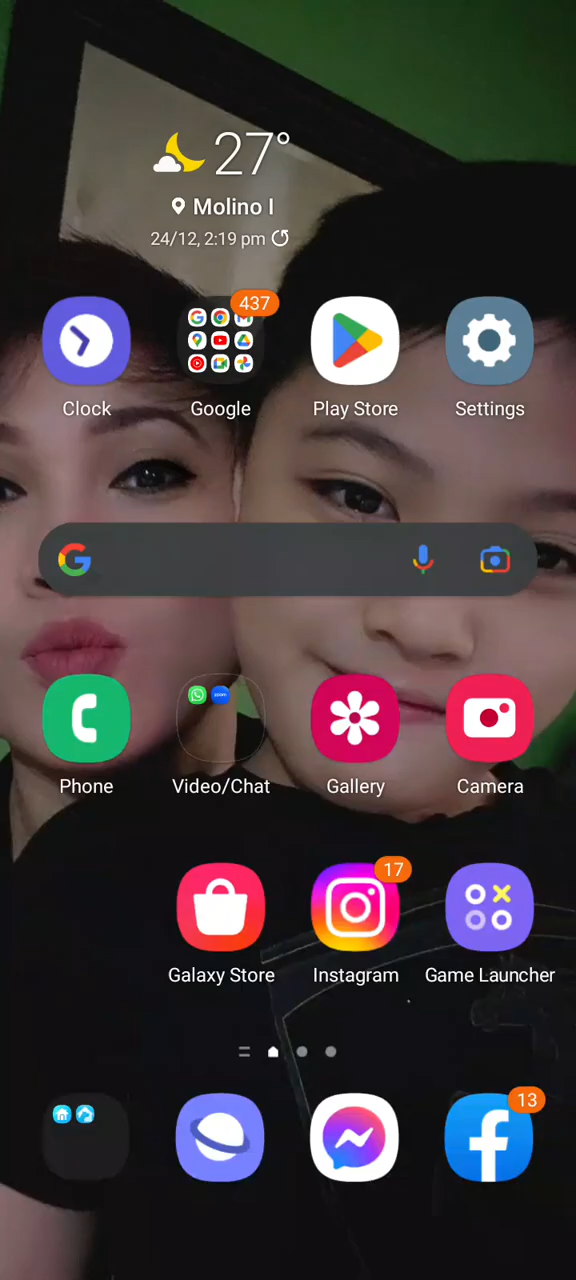 27°
Molino I
24/12, 2:19 pm
437
Clock
Google
Play Store
Settings
Phone
Video/Chat
Gallery
Camera
17
Galaxy Store
Instagram
Game Launcher
13